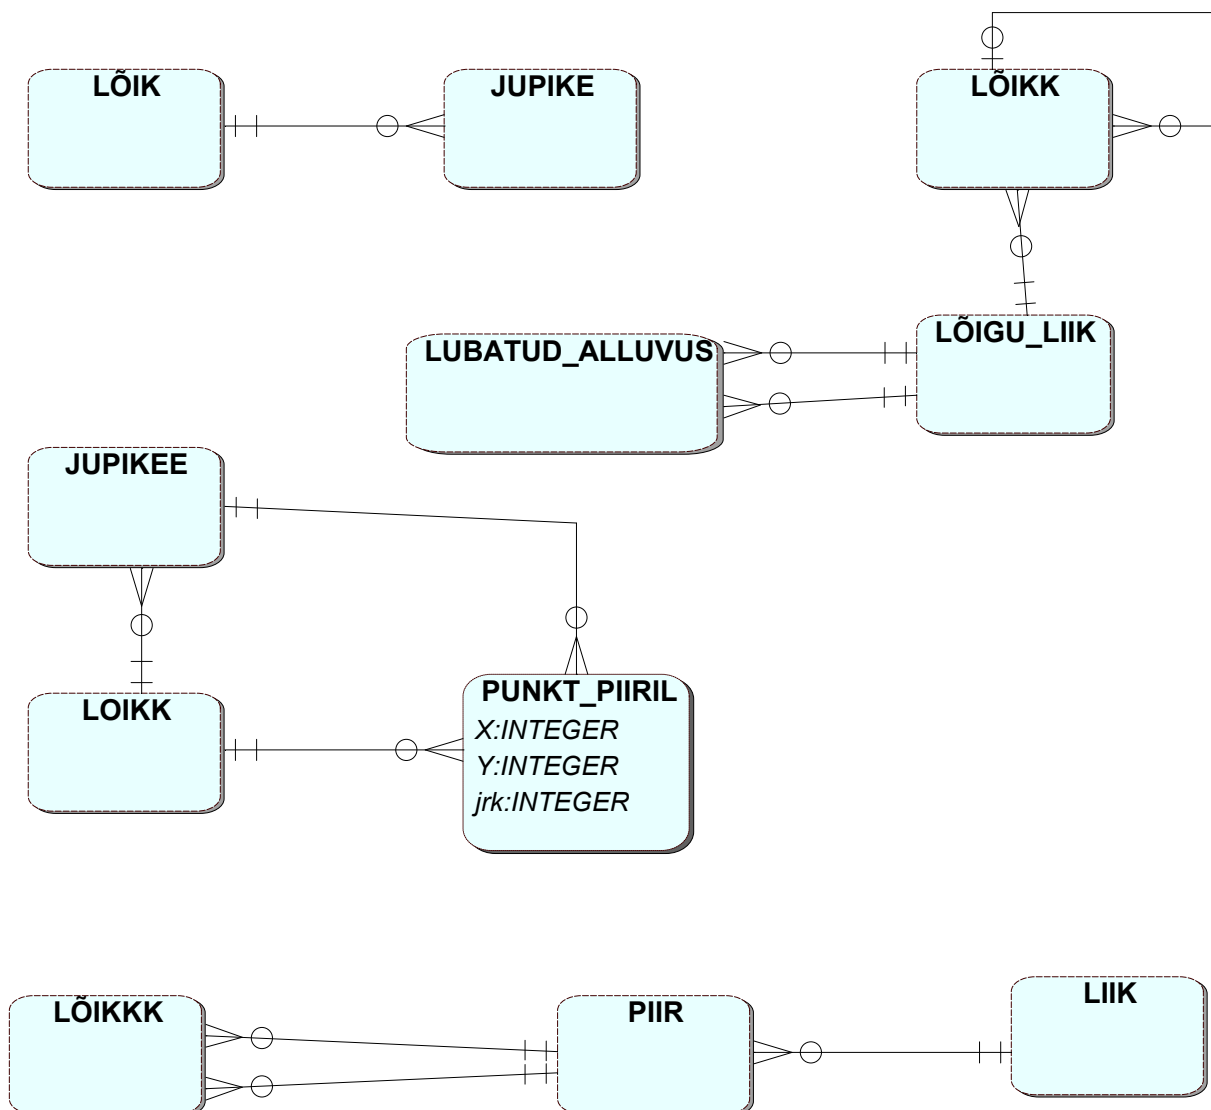 LÕIK
JUPIKE
LÕIKK
LUBATUD_ALLUVUS
LÕIGU_LIIK
JUPIKEE
LOIKK
PUNKT_PIIRIL
X:INTEGER
Y:INTEGER
jrk:INTEGER
LÕIKKK
PIIR
LIIK